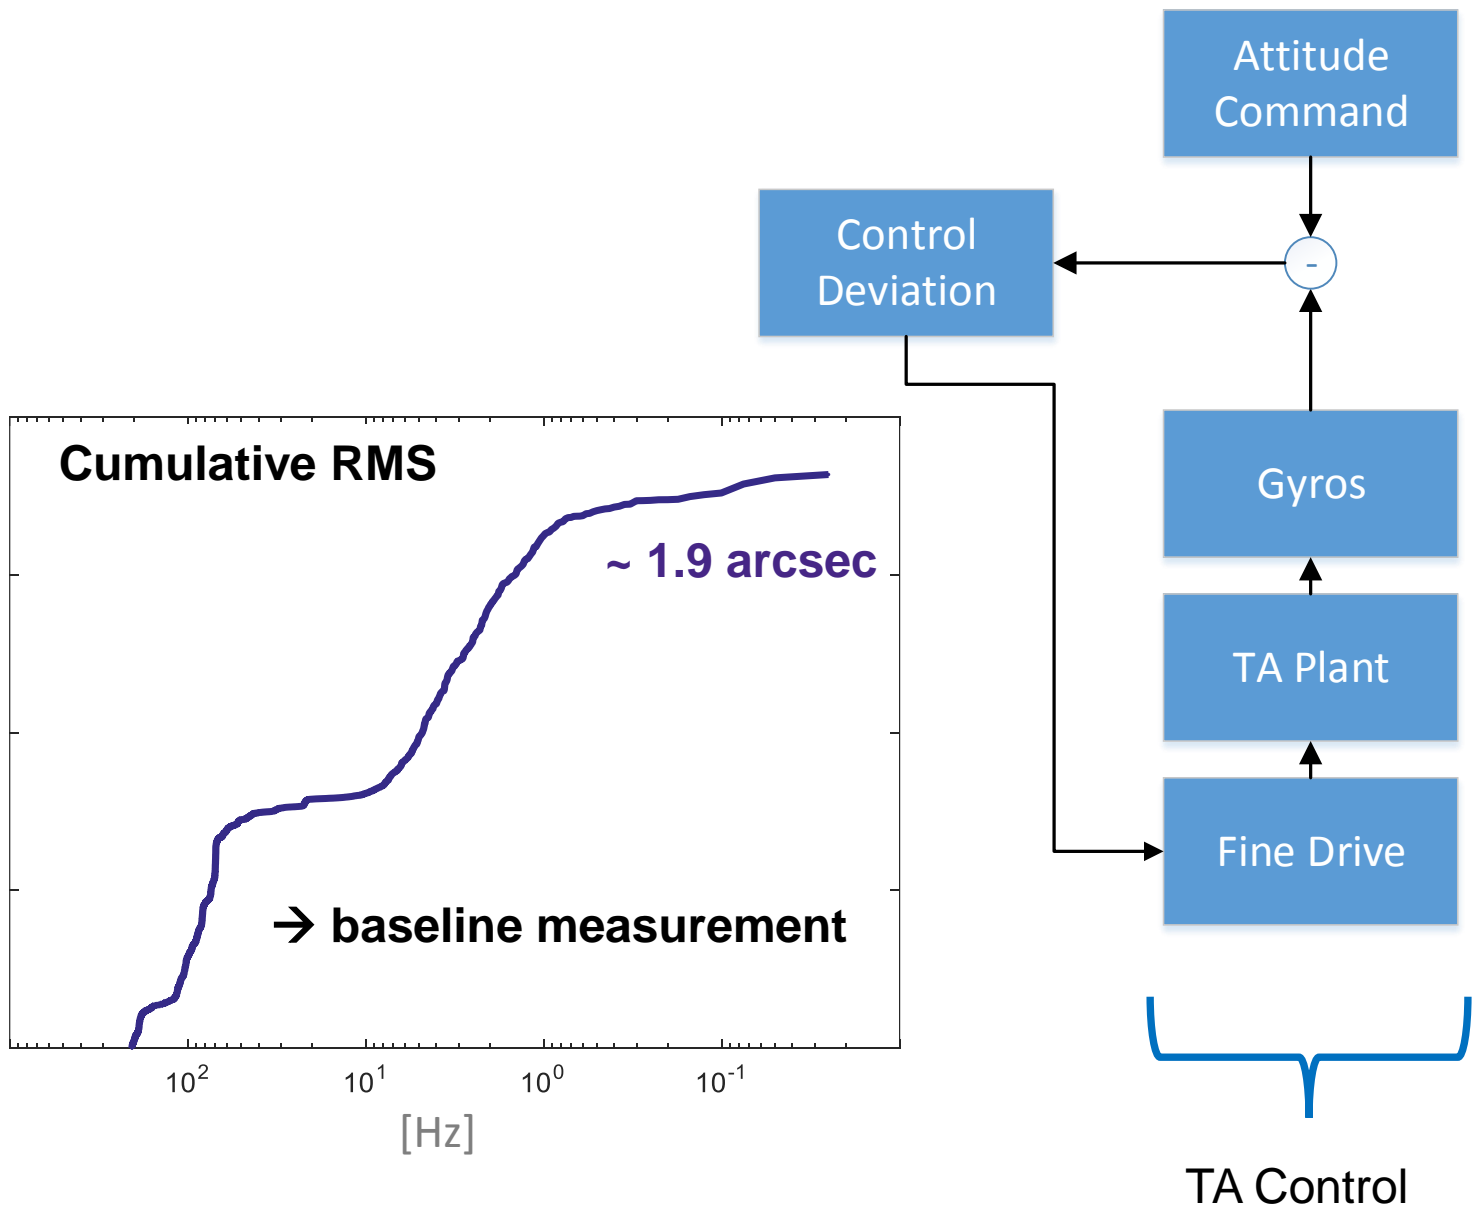 Attitude
Command
Control
Deviation
-
Cumulative RMS
~ 1.9 arcsec
Gyros
TA Plant
Fine Drive
→ baseline measurement
10² 10¹ 10⁰ 10⁻¹
[Hz]
TA Control